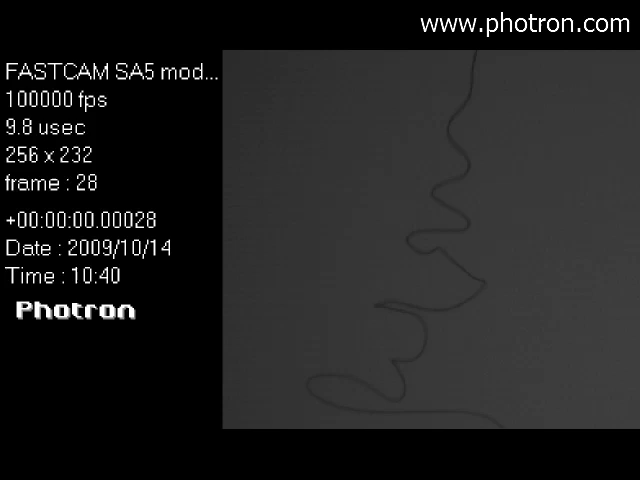 www.photron.com
FASTCAM SA5 mod...
100000 fps
9.8 usec
256 x 232
frame : 28
+00:00:00.00028
Date : 2009/10/14
Time : 10:40
Photron